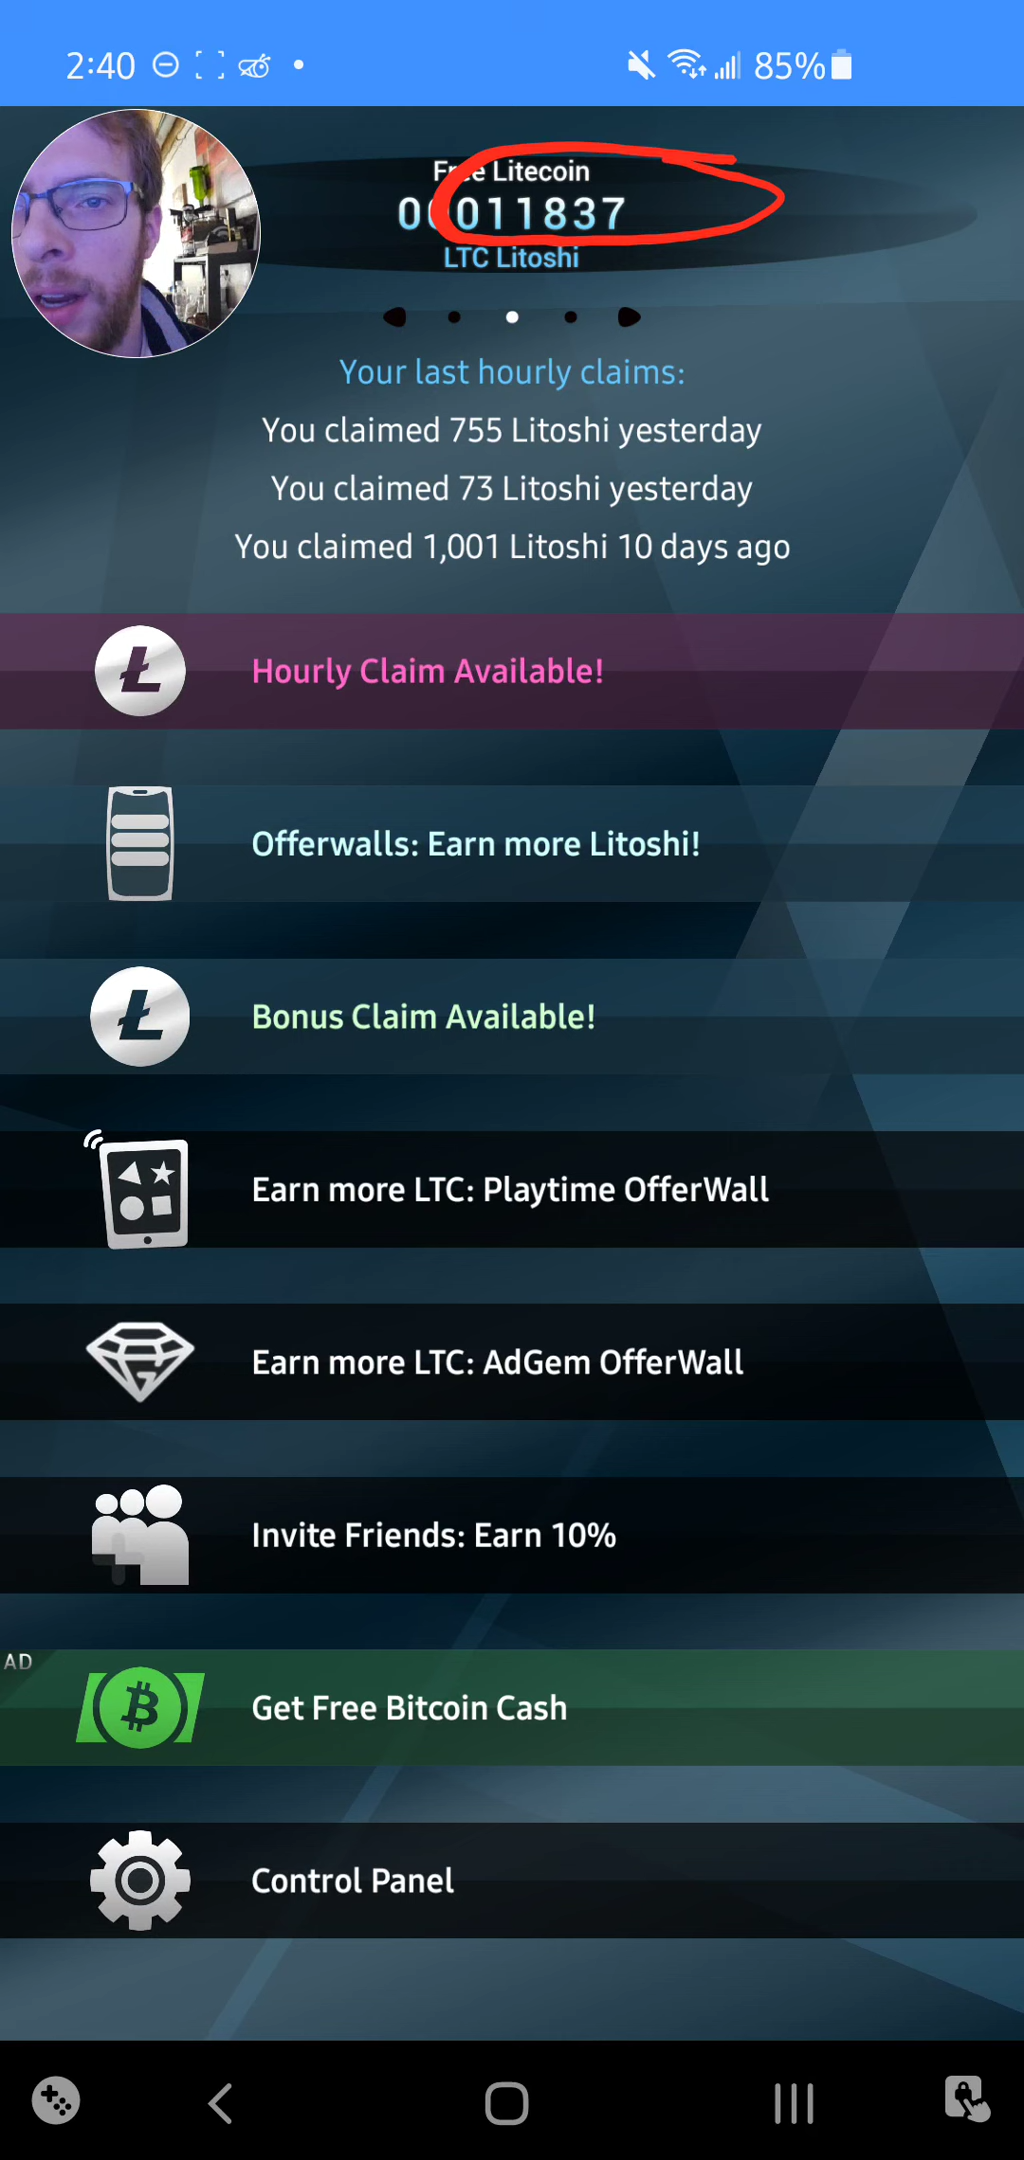 2:40
85%
Free Litecoin
00011837
LTC Litoshi
Your last hourly claims:
You claimed 755 Litoshi yesterday
You claimed 73 Litoshi yesterday
You claimed 1,001 Litoshi 10 days ago
Hourly Claim Available!
Offerwalls: Earn more Litoshi!
Bonus Claim Available!
Earn more LTC: Playtime OfferWall
Earn more LTC: AdGem OfferWall
Invite Friends: Earn 10%
AD
Get Free Bitcoin Cash
Control Panel